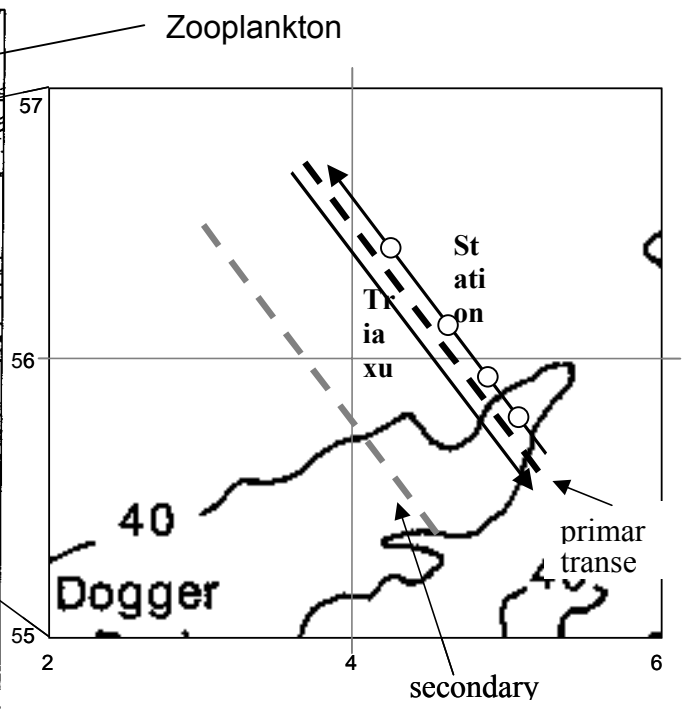 Zooplankton
57
St
ati
on
Tr
ia
xu
56
40
primar
transe
Dogger
55
2
4
6
secondary